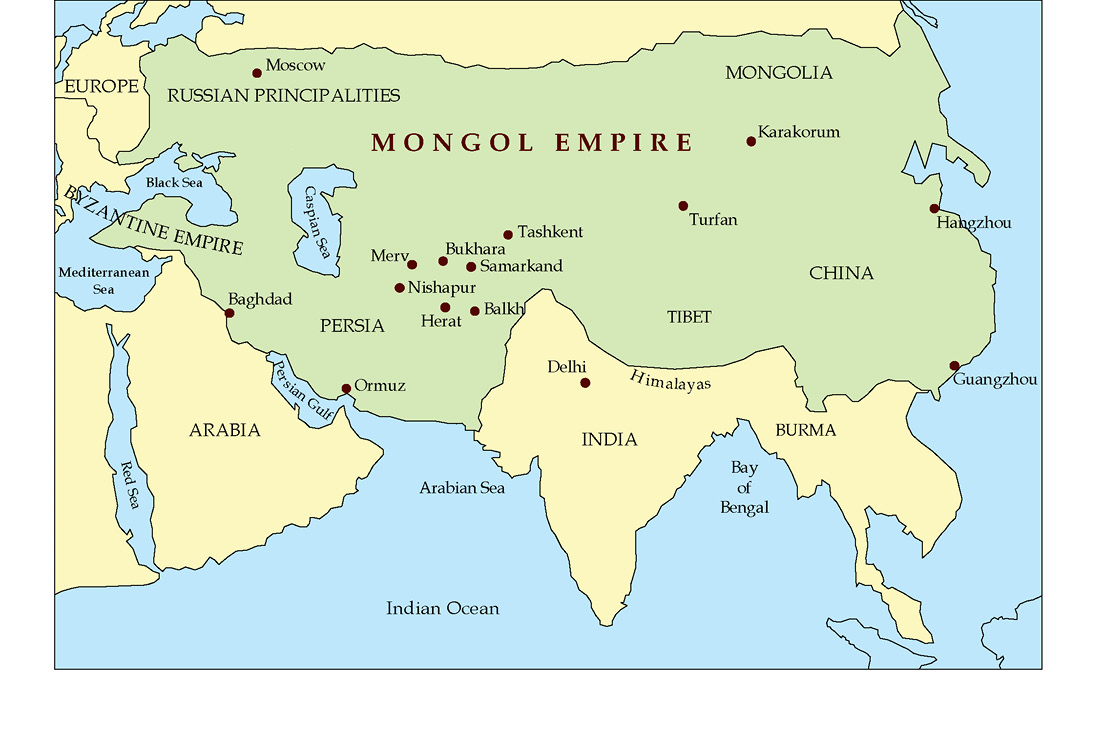 Moscow
MONGOLIA
EUROPE
RUSSIAN PRINCIPALITIES
MONGOL EMPIRE
Karakorum
Black Sea
Caspian Sea
BYZANTINE EMPIRE
Turfan
Hangzhou
Tashkent
Bukhara
Merv
Samarkand
Mediterranean
Sea
CHINA
Nishapur
Baghdad
Balkh
Herat
PERSIA
TIBET
Delhi
Himalayas
Guangzhou
Persian Gulf
Ormuz
ARABIA
INDIA
BURMA
Red Sea
Arabian Sea
Bay
of
Bengal
Indian Ocean